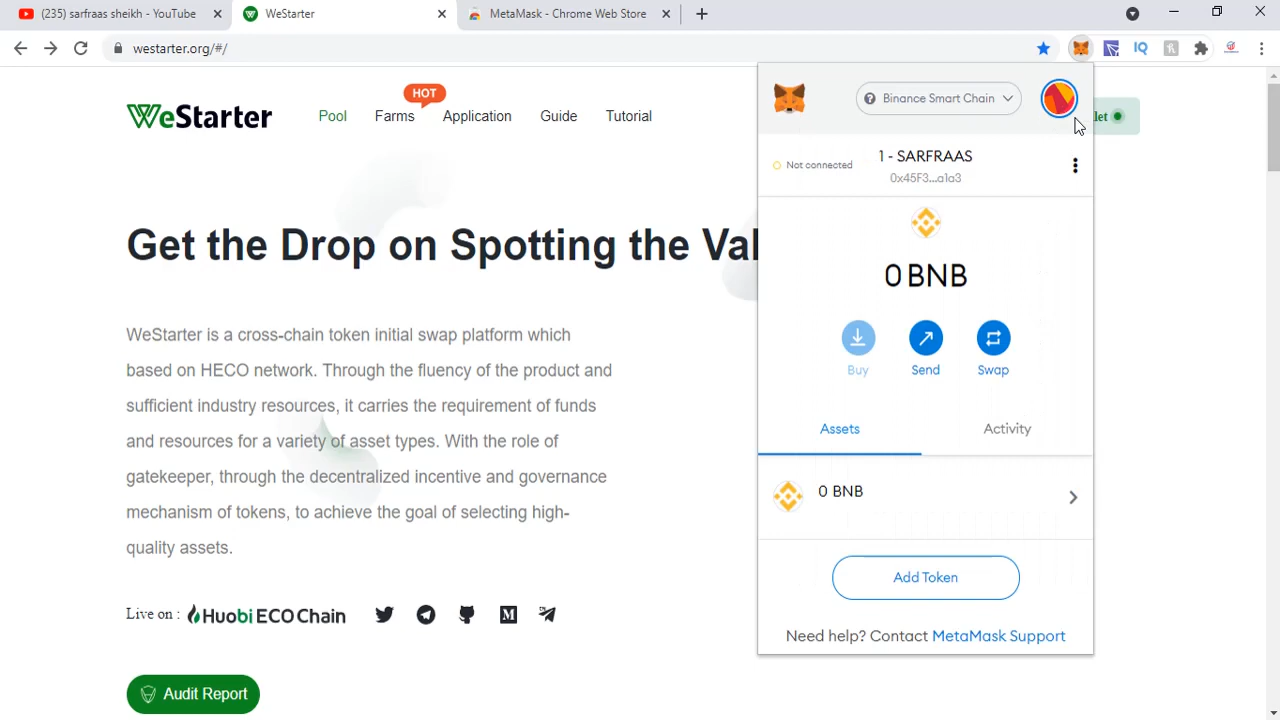 (235) sarfraas sheikh - YouTube
WeStarter
MetaMask - Chrome Web Store
westarter.org/#/
IQ
WeStarter
Pool
HOT
Farms
Application
Guide
Tutorial
Get the Drop on Spotting the Val
WeStarter is a cross-chain token initial swap platform which
based on HECO network. Through the fluency of the product and
sufficient industry resources, it carries the requirement of funds
and resources for a variety of asset types. With the role of
gatekeeper, through the decentralized incentive and governance
mechanism of tokens, to achieve the goal of selecting high-
quality assets.
Live on :
Huobi ECO Chain
Audit Report
Binance Smart Chain
llet
Not connected
1 - SARFRAAS
0x45F3...a1a3
0 BNB
Buy
Send
Swap
Assets
Activity
0 BNB
Add Token
Need help? Contact MetaMask Support